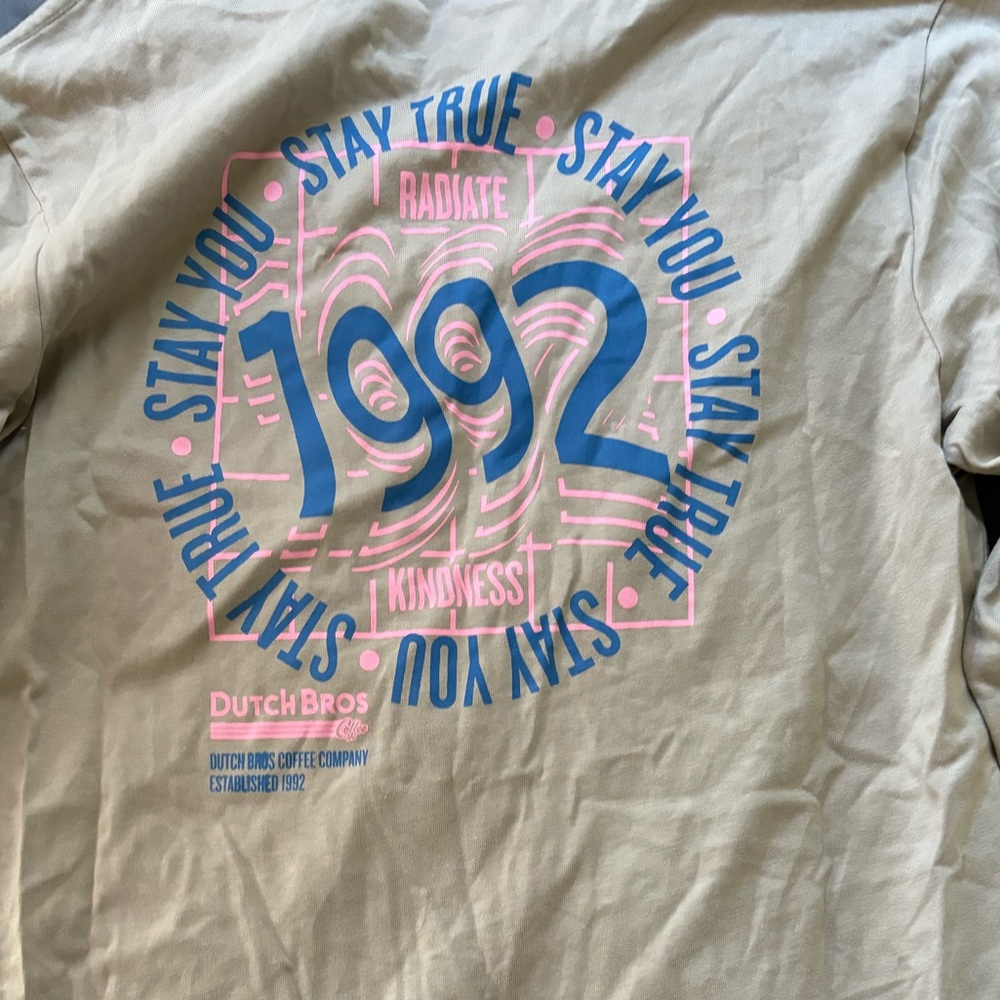 STAY TRUE • STAY YOU • STAY TRUE • STAY YOU • STAY TRUE • STAY YOU •
RADIATE
1992
KINDNESS
DUTCH BROS
Coffee
DUTCH BROS COFFEE COMPANY
ESTABLISHED 1992